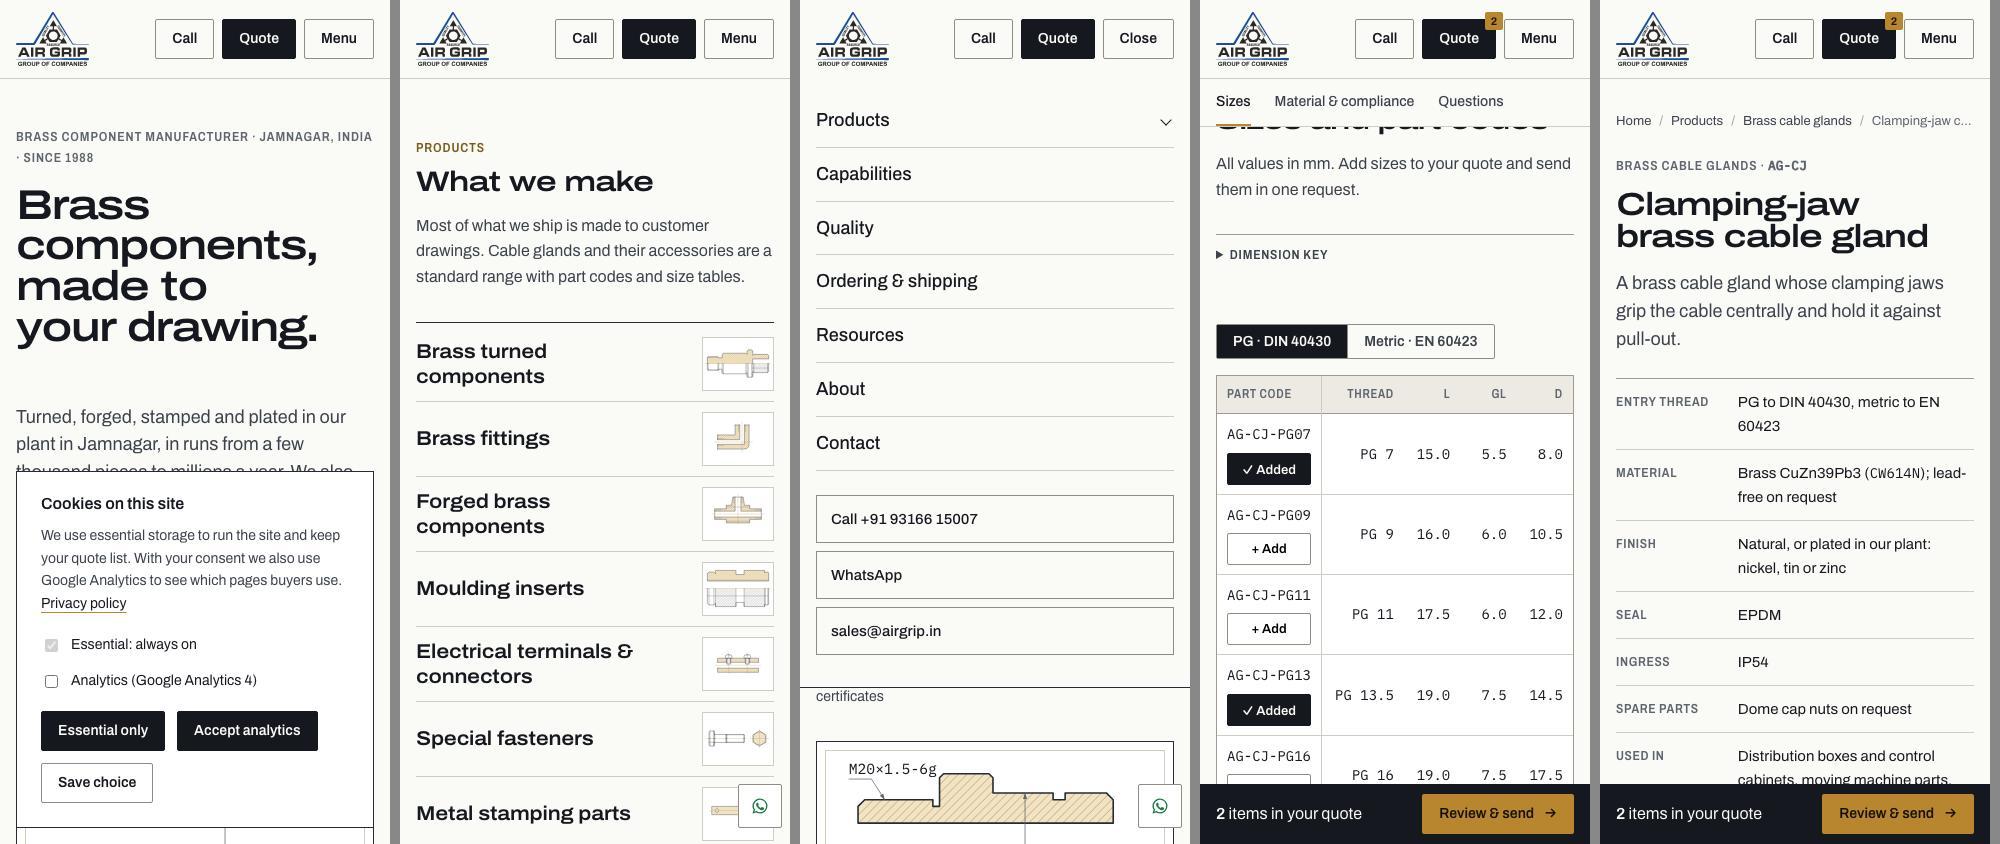 AIR GRIP
GROUP OF COMPANIES
Call
Quote
Menu
BRASS COMPONENT MANUFACTURER · JAMNAGAR, INDIA
· SINCE 1988
Brass
components,
made to
your drawing.
Turned, forged, stamped and plated in our
plant in Jamnagar, in runs from a few
thousand pieces to millions a year. We also
Cookies on this site
We use essential storage to run the site and keep
your quote list. With your consent we also use
Google Analytics to see which pages buyers use.
Privacy policy
Essential: always on
Analytics (Google Analytics 4)
Essential only
Accept analytics
Save choice
AIR GRIP
GROUP OF COMPANIES
Call
Quote
Menu
PRODUCTS
What we make
Most of what we ship is made to customer
drawings. Cable glands and their accessories are a
standard range with part codes and size tables.
Brass turned
components
Brass fittings
Forged brass
components
Moulding inserts
Electrical terminals &
connectors
Special fasteners
Metal stamping parts
AIR GRIP
GROUP OF COMPANIES
Call
Quote
Close
Products
Capabilities
Quality
Ordering & shipping
Resources
About
Contact
Call +91 93166 15007
WhatsApp
sales@airgrip.in
certificates
M20×1.5-6g
AIR GRIP
GROUP OF COMPANIES
Call
Quote
2
Menu
Sizes
Material & compliance
Questions
Sizes and part codes
All values in mm. Add sizes to your quote and send
them in one request.
▶ DIMENSION KEY
PG · DIN 40430
Metric · EN 60423
PART CODE THREAD L GL D
AG-CJ-PG07
✓ Added
PG 7 15.0 5.5 8.0
AG-CJ-PG09
+ Add
PG 9 16.0 6.0 10.5
AG-CJ-PG11
+ Add
PG 11 17.5 6.0 12.0
AG-CJ-PG13
✓ Added
PG 13.5 19.0 7.5 14.5
AG-CJ-PG16
PG 16 19.0 7.5 17.5
2 items in your quote
Review & send →
AIR GRIP
GROUP OF COMPANIES
Call
Quote
2
Menu
Home / Products / Brass cable glands / Clamping-jaw c...
BRASS CABLE GLANDS · AG-CJ
Clamping-jaw
brass cable gland
A brass cable gland whose clamping jaws
grip the cable centrally and hold it against
pull-out.
ENTRY THREAD PG to DIN 40430, metric to EN
60423
MATERIAL Brass CuZn39Pb3 (CW614N); lead-
free on request
FINISH Natural, or plated in our plant:
nickel, tin or zinc
SEAL EPDM
INGRESS IP54
SPARE PARTS Dome cap nuts on request
USED IN Distribution boxes and control
cabinets, moving machine parts,
2 items in your quote
Review & send →